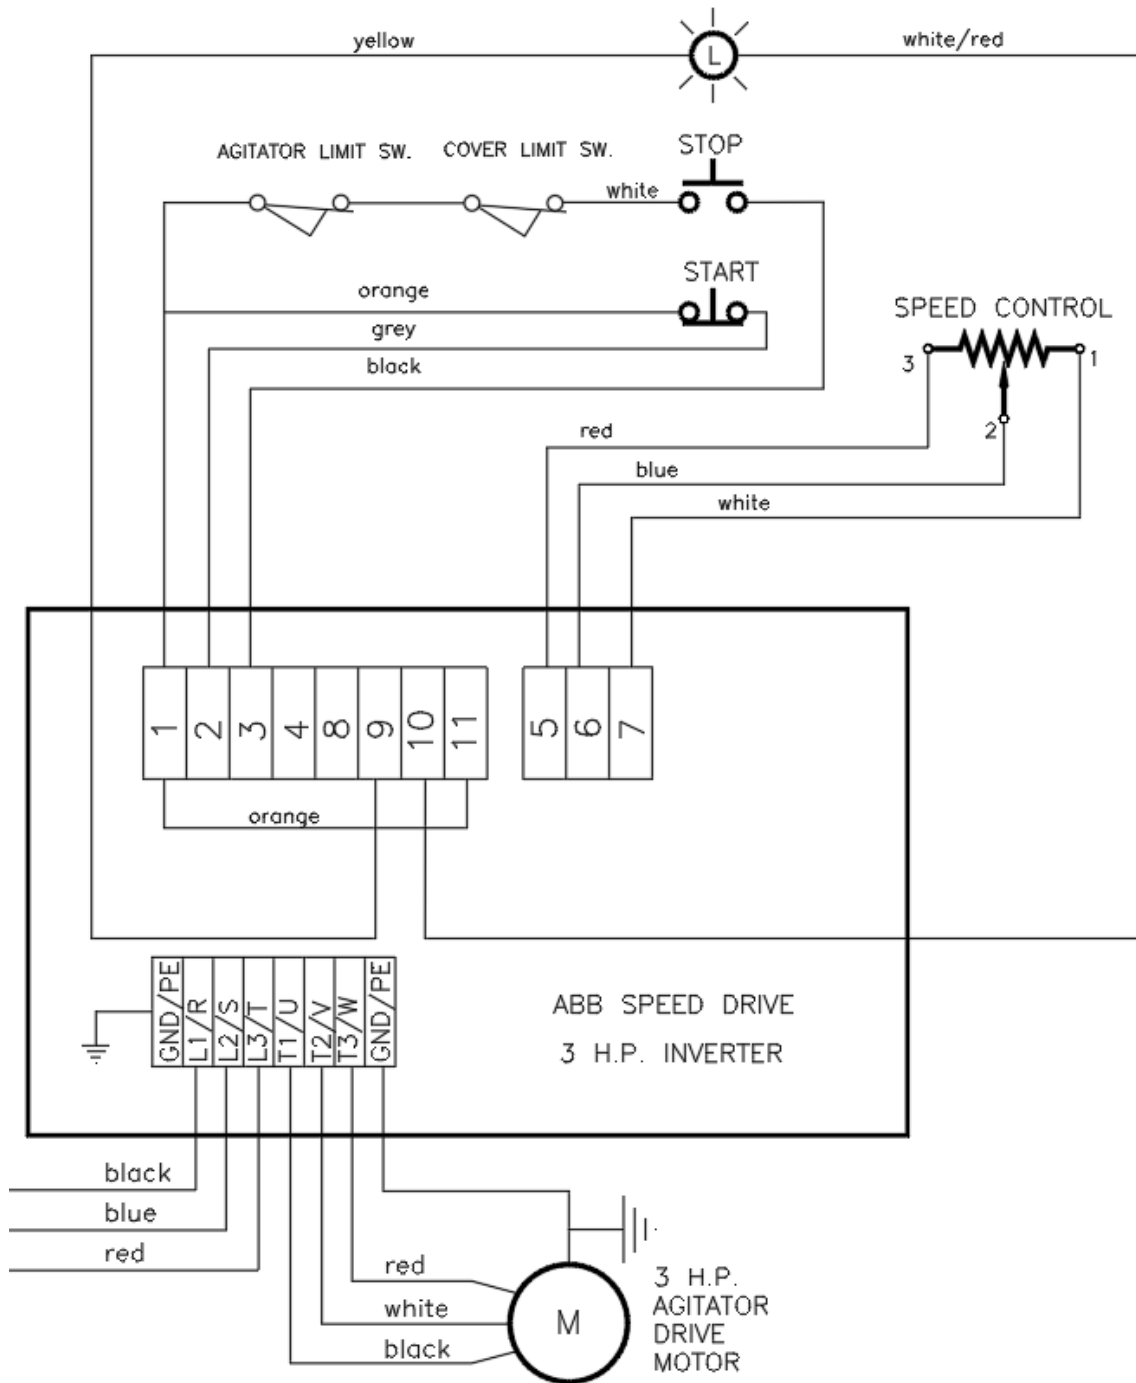 yellow
white/red
L
STOP
AGITATOR LIMIT SW.
COVER LIMIT SW.
white
START
orange
grey
black
SPEED CONTROL
3
1
2
red
blue
white
1
2
3
4
8
9
10
11
5
6
7
orange
GND/PE
L1/R
L2/S
L3/T
T1/U
T2/V
T3/W
GND/PE
ABB SPEED DRIVE
3 H.P. INVERTER
black
blue
red
red
white
black
M
3 H.P.
AGITATOR
DRIVE
MOTOR